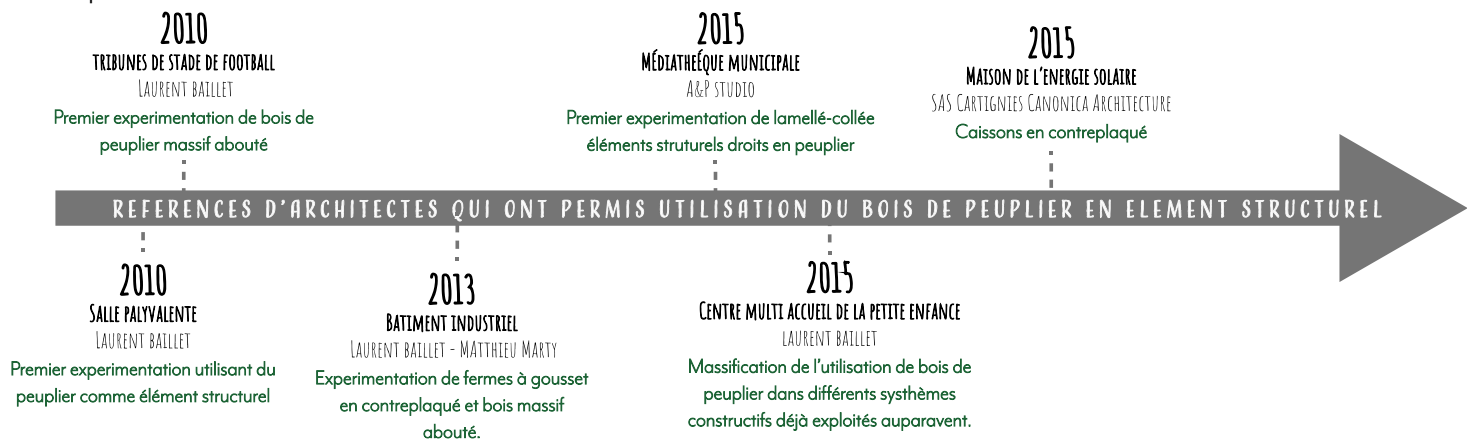 2010
TRIBUNES DE STADE DE FOOTBALL
LAURENT BAILLET
Premier experimentation de bois de
peuplier massif abouté
2015
MÉDIATHEÉQUE MUNICIPALE
A&P STUDIO
Premier experimentation de lamellé-collée
éléments struturels droits en peuplier
2015
MAISON DE L'ENERGIE SOLAIRE
SAS CARTIGNIES CANONICA ARCHITECTURE
Caissons en contreplaqué
REFERENCES D'ARCHITECTES QUI ONT PERMIS UTILISATION DU BOIS DE PEUPLIER EN ELEMENT STRUCTUREL
2010
SALLE PALYVALENTE
LAURENT BAILLET
Premier experimentation utilisant du
peuplier comme élément structurel
2013
BATIMENT INDUSTRIEL
LAURENT BAILLET - MATTHIEU MARTY
Experimentation de fermes à gousset
en contreplaqué et bois massif
abouté.
2015
CENTRE MULTI ACCUEIL DE LA PETITE ENFANCE
LAURENT BAILLET
Massification de l'utilisation de bois de
peuplier dans différents systhèmes
constructifs déjà exploités auparavent.